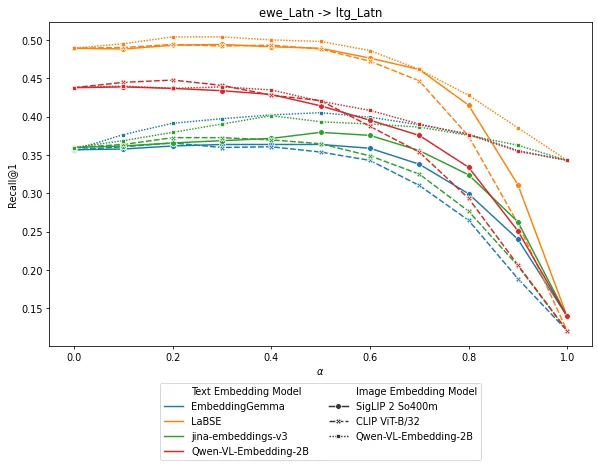 ewe_Latn -> ltg_Latn
Recall@1
0.50
0.45
0.40
0.35
0.30
0.25
0.20
0.15
0.0 0.2 0.4 0.6 0.8 1.0
α
Text Embedding Model
EmbeddingGemma
LaBSE
jina-embeddings-v3
Qwen-VL-Embedding-2B
Image Embedding Model
SigLIP 2 So400m
CLIP ViT-B/32
Qwen-VL-Embedding-2B